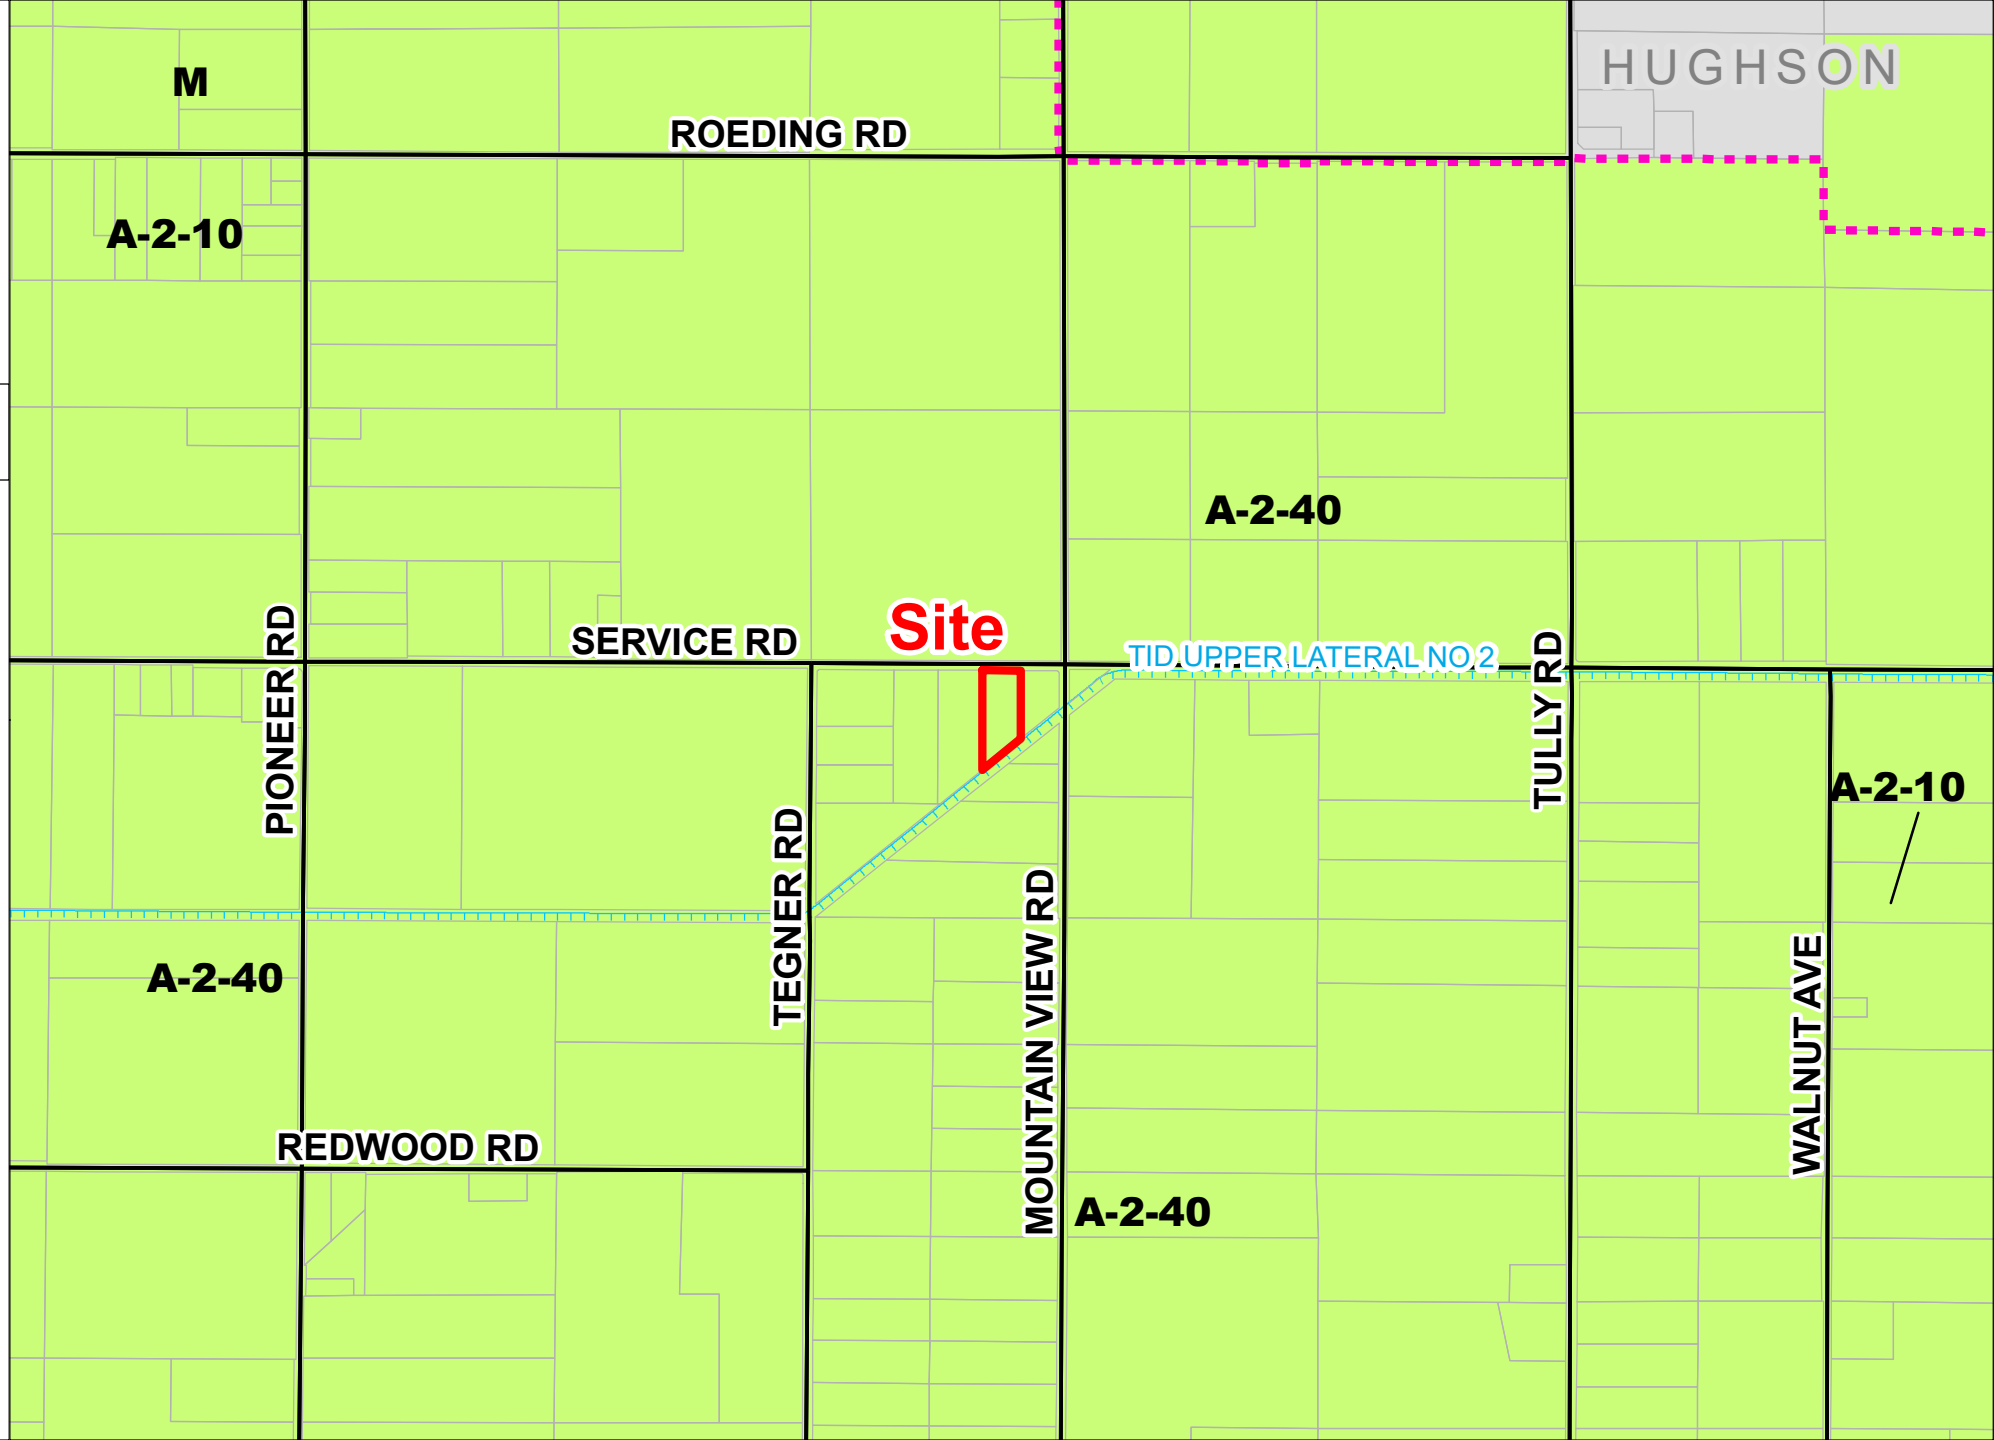 HUGHSON
M
ROEDING RD
A-2-10
A-2-40
Site
SERVICE RD
TID UPPER LATERAL NO 2
PIONEER RD
TULLY RD
A-2-10
TEGNER RD
MOUNTAIN VIEW RD
A-2-40
WALNUT AVE
REDWOOD RD
A-2-40